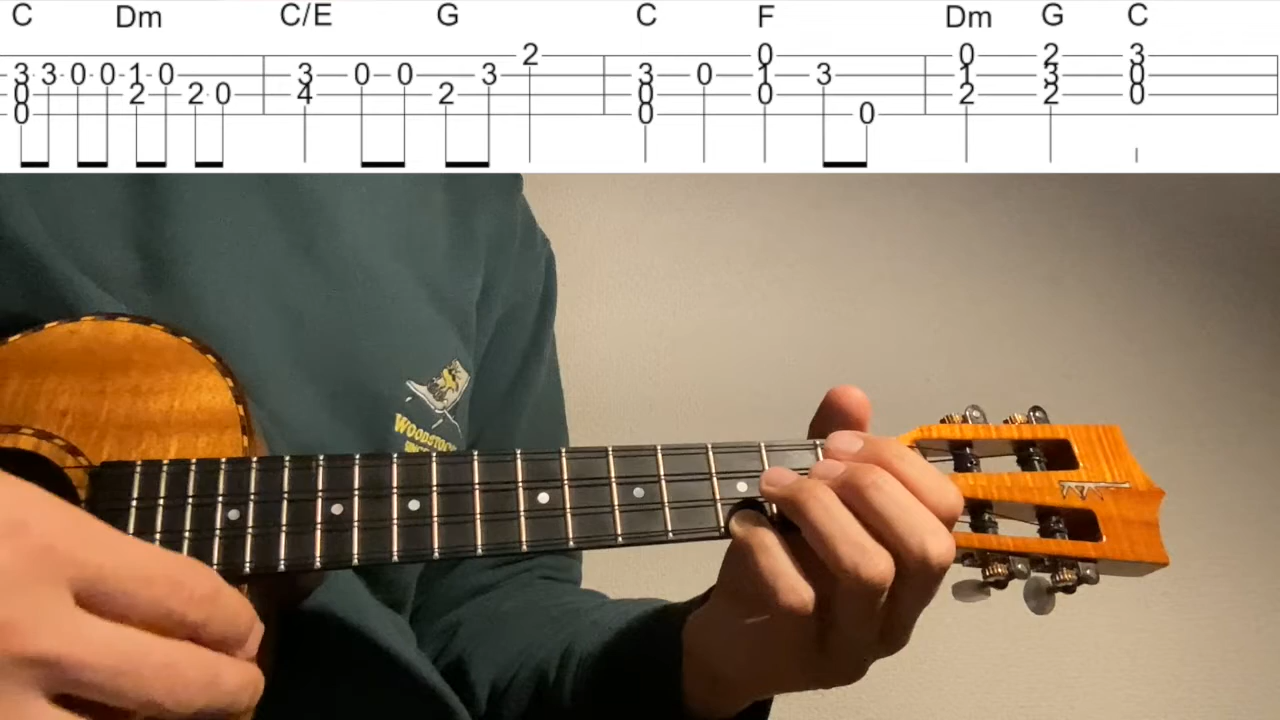 C Dm C/E G C F Dm G C
2 0 0 2 3
3 3 0 0 1 0 3 0 0 3 3 0 1 3 1 3 0
0 2 2 0 4 2 0 0 2 2 0
0 0 0
WOODSTOCK